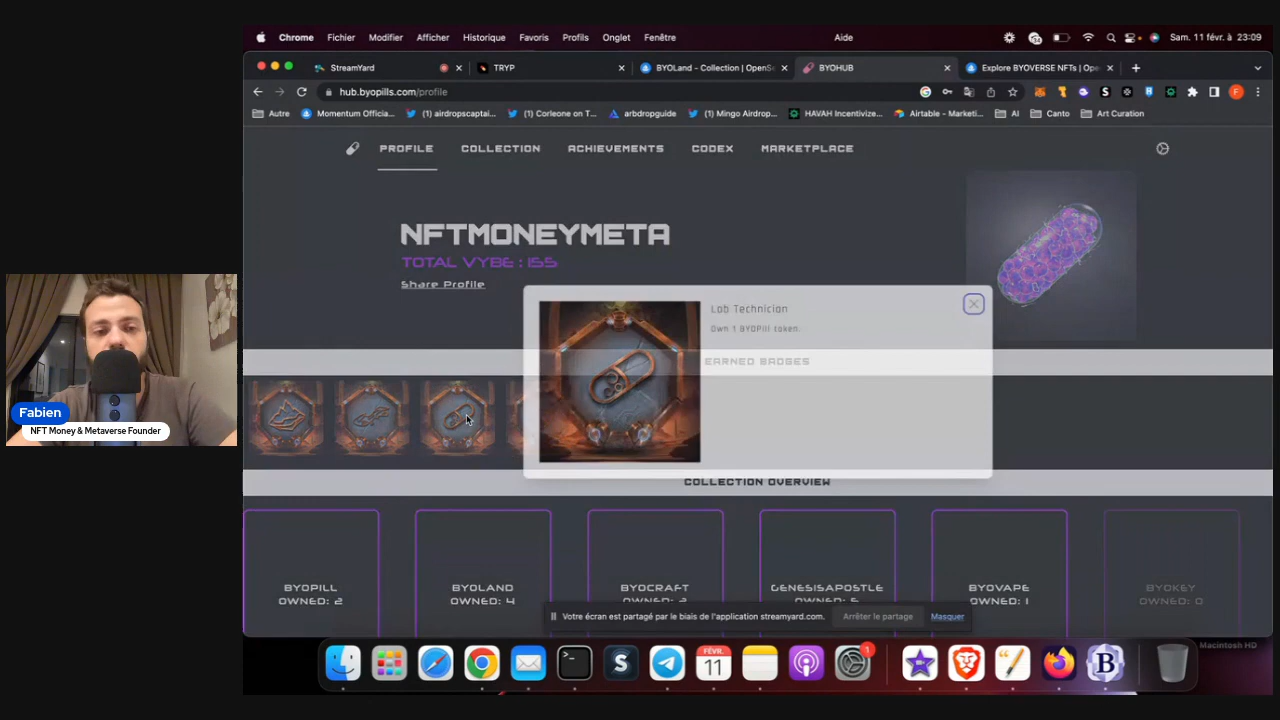 Chrome Fichier Modifier Afficher Historique Favoris Profils Onglet Fenêtre Aide Sam. 11 févr à 23:09
StreamYard TRYP BYOLand - Collection | OpenSe BYOHUB Explore BYOVERSE NFTs | Ope
hub.byopills.com/profile
Autre Momentum Officia... (1) airdropscaptai... (1) Corleone on T... arbdropguide (1) Mingo Airdrop... HAVAH Incentivize... Airtable - Marketi... AI Canto Art Curation
PROFILE COLLECTION ACHIEVEMENTS CODEX MARKETPLACE
NFTMONEYMETA
TOTAL VYBE : 155
Share Profile
Lab Technician
Own 1 BYOPill token.
EARNED BADGES
COLLECTION OVERVIEW
BYOPILL
OWNED: 2
BYOLAND
OWNED: 4
BYOCRAFT
GENESISAPOSTLE
BYOVAPE
OWNED: 1
BYOKEY
OWNED: 0
Votre écran est partagé par le biais de l'application streamyard.com. Arrêter le partage Masquer
Fabien
NFT Money & Metaverse Founder
FÉVR.
11
1
Macintosh HD